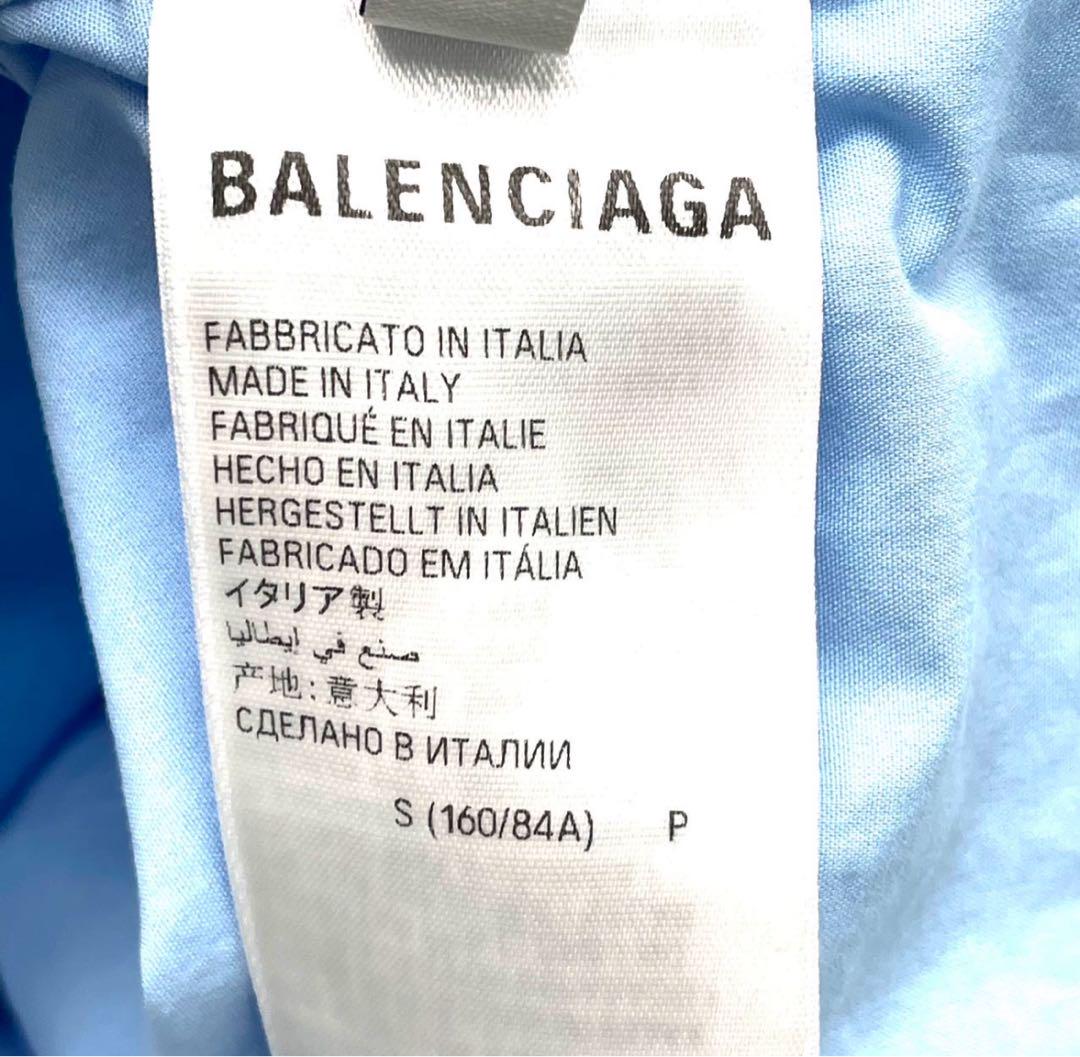 BALENCIAGA
FABBRICATO IN ITALIA
MADE IN ITALY
FABRIQUÉ EN ITALIE
HECHO EN ITALIA
HERGESTELLT IN ITALIEN
FABRICADO EM ITÁLIA
イタリア製
صنع في إيطاليا
产地：意大利
СДЕЛАНО В ИТАЛИИ
S (160/84A) P